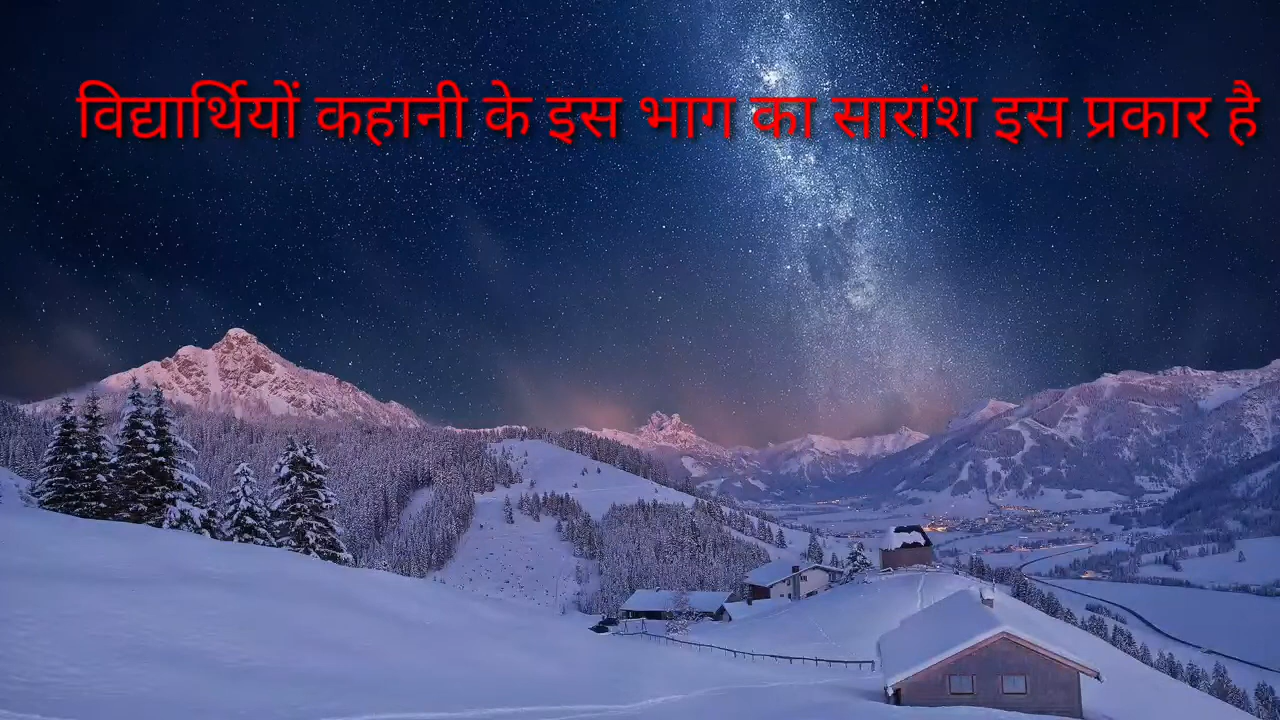 विद्यार्थियों कहानी के इस भाग का सारांश इस प्रकार है